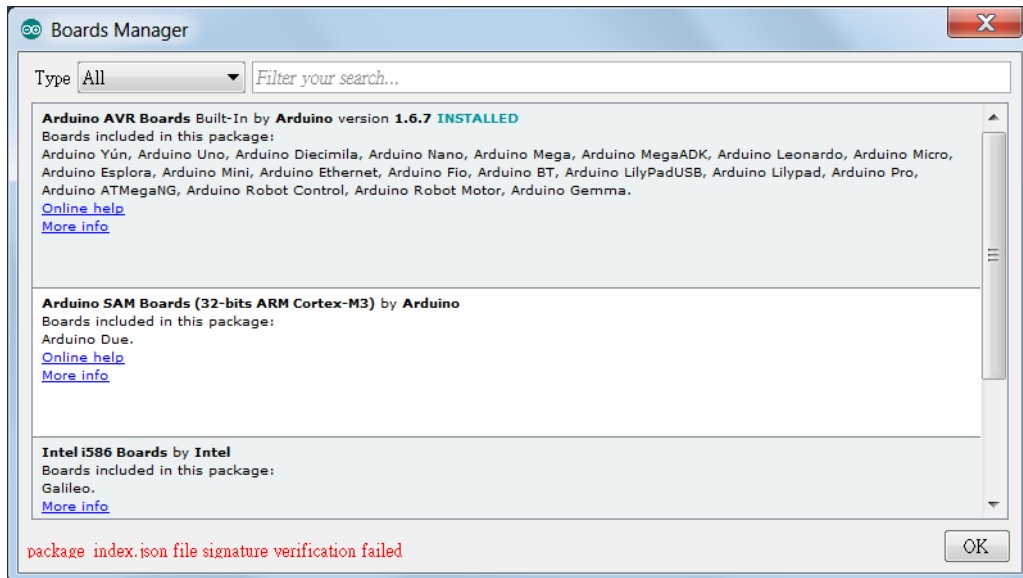 Boards Manager
Type All Filter your search...
Arduino AVR Boards Built-In by Arduino version 1.6.7 INSTALLED
Boards included in this package:
Arduino Yún, Arduino Uno, Arduino Diecimila, Arduino Nano, Arduino Mega, Arduino MegaADK, Arduino Leonardo, Arduino Micro,
Arduino Esplora, Arduino Mini, Arduino Ethernet, Arduino Fio, Arduino BT, Arduino LilyPadUSB, Arduino Lilypad, Arduino Pro,
Arduino ATMegaNG, Arduino Robot Control, Arduino Robot Motor, Arduino Gemma.
Online help
More info
Arduino SAM Boards (32-bits ARM Cortex-M3) by Arduino
Boards included in this package:
Arduino Due.
Online help
More info
Intel i586 Boards by Intel
Boards included in this package:
Galileo.
More info
package_index.json file signature verification failed
OK